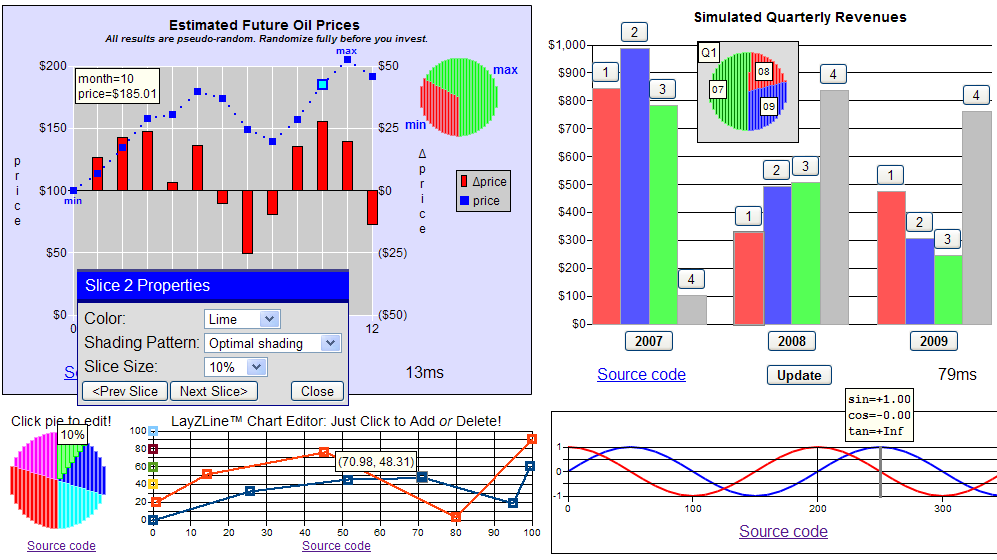 Estimated Future Oil Prices
All results are pseudo-random. Randomize fully before you invest.
max
$200
$50
month=10
price=$185.01
max
min
$150
$25
price
Δprice
$100
$0
min
Δprice
price
$50
($25)
($50)
0
12
Slice 2 Properties
Color: Lime
Shading Pattern: Optimal shading
Slice Size: 10%
<Prev Slice Next Slice> Close
13ms
Simulated Quarterly Revenues
$1,000
$900
$800
$700
$600
$500
$400
$300
$200
$100
$0
Q1
08
07
09
1
2
3
4
1
2
3
4
1
2
3
4
2007 2008 2009
Source code
Update
79ms
Click pie to edit!
10%
Source code
LayZLine™ Chart Editor: Just Click to Add or Delete!
100
80
60
40
20
0
(70.98, 48.31)
0 10 20 30 40 50 60 70 80 90 100
Source code
sin=+1.00
cos=-0.00
tan=+Inf
1
0
-1
0 100 200 300
Source code